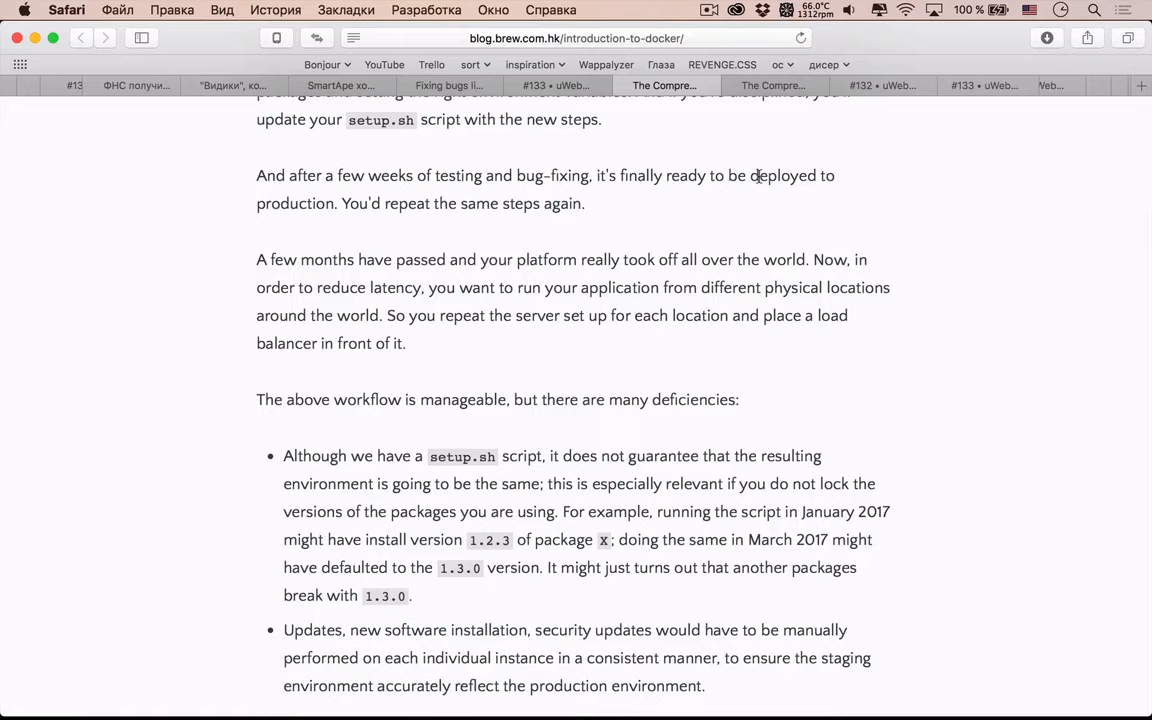 Safari Файл Правка Вид История Закладки Разработка Окно Справка 66.0°C 1312rpm 100 %
blog.brew.com.hk/introduction-to-docker/
Bonjour YouTube Trello sort inspiration Wappalyzer Глаза REVENGE.CSS ос дисер
#13 ФНС получи... "Видики", ко... SmartApe хо... Fixing bugs li... #133 • uWeb... The Compre... The Compre... #132 • uWeb... #133 • uWeb... Web...
update your setup.sh script with the new steps.
And after a few weeks of testing and bug-fixing, it's finally ready to be deployed to
production. You'd repeat the same steps again.
A few months have passed and your platform really took off all over the world. Now, in
order to reduce latency, you want to run your application from different physical locations
around the world. So you repeat the server set up for each location and place a load
balancer in front of it.
The above workflow is manageable, but there are many deficiencies:
• Although we have a setup.sh script, it does not guarantee that the resulting
environment is going to be the same; this is especially relevant if you do not lock the
versions of the packages you are using. For example, running the script in January 2017
might have install version 1.2.3 of package X; doing the same in March 2017 might
have defaulted to the 1.3.0 version. It might just turns out that another packages
break with 1.3.0.
• Updates, new software installation, security updates would have to be manually
performed on each individual instance in a consistent manner, to ensure the staging
environment accurately reflect the production environment.